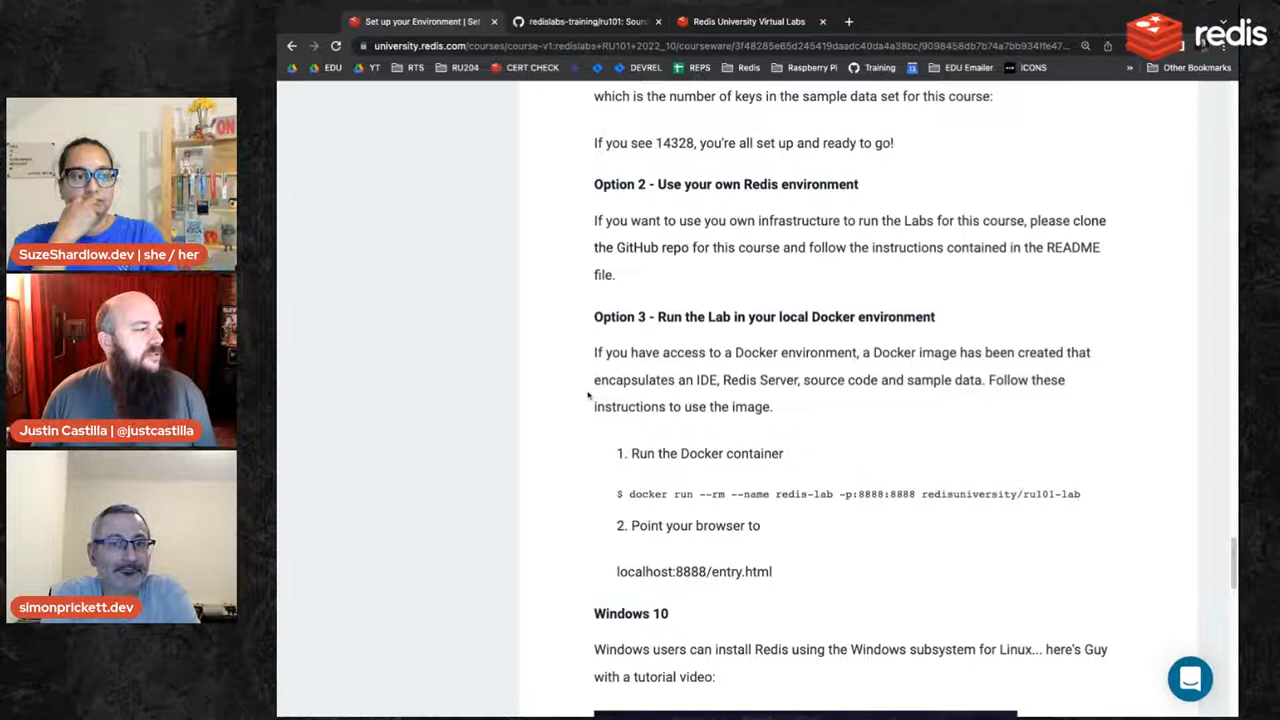 Set up your Environment | Set
redislabs-training/ru101: Sour
Redis University Virtual Labs
redis
university.redis.com/courses/course-v1:redislabs+RU101+2022_10/courseware/3f48285e65d245419daadc40da4a38bc/9098458db7b74a7bb934ffe47...
EDU
YT
RTS
RU204
CERT CHECK
DEVREL
REPS
Redis
Raspberry Pi
Training
EDU Emailer
ICONS
»
Other Bookmarks
which is the number of keys in the sample data set for this course:
If you see 14328, you're all set up and ready to go!
Option 2 - Use your own Redis environment
If you want to use you own infrastructure to run the Labs for this course, please clone
the GitHub repo for this course and follow the instructions contained in the README
file.
Option 3 - Run the Lab in your local Docker environment
If you have access to a Docker environment, a Docker image has been created that
encapsulates an IDE, Redis Server, source code and sample data. Follow these
instructions to use the image.
1. Run the Docker container
$ docker run --rm --name redis-lab -p:8888:8888 redisuniversity/ru101-lab
2. Point your browser to
localhost:8888/entry.html
Windows 10
Windows users can install Redis using the Windows subsystem for Linux... here's Guy
with a tutorial video:
SuzeShardlow.dev | she / her
Justin Castilla | @justcastilla
simonprickett.dev